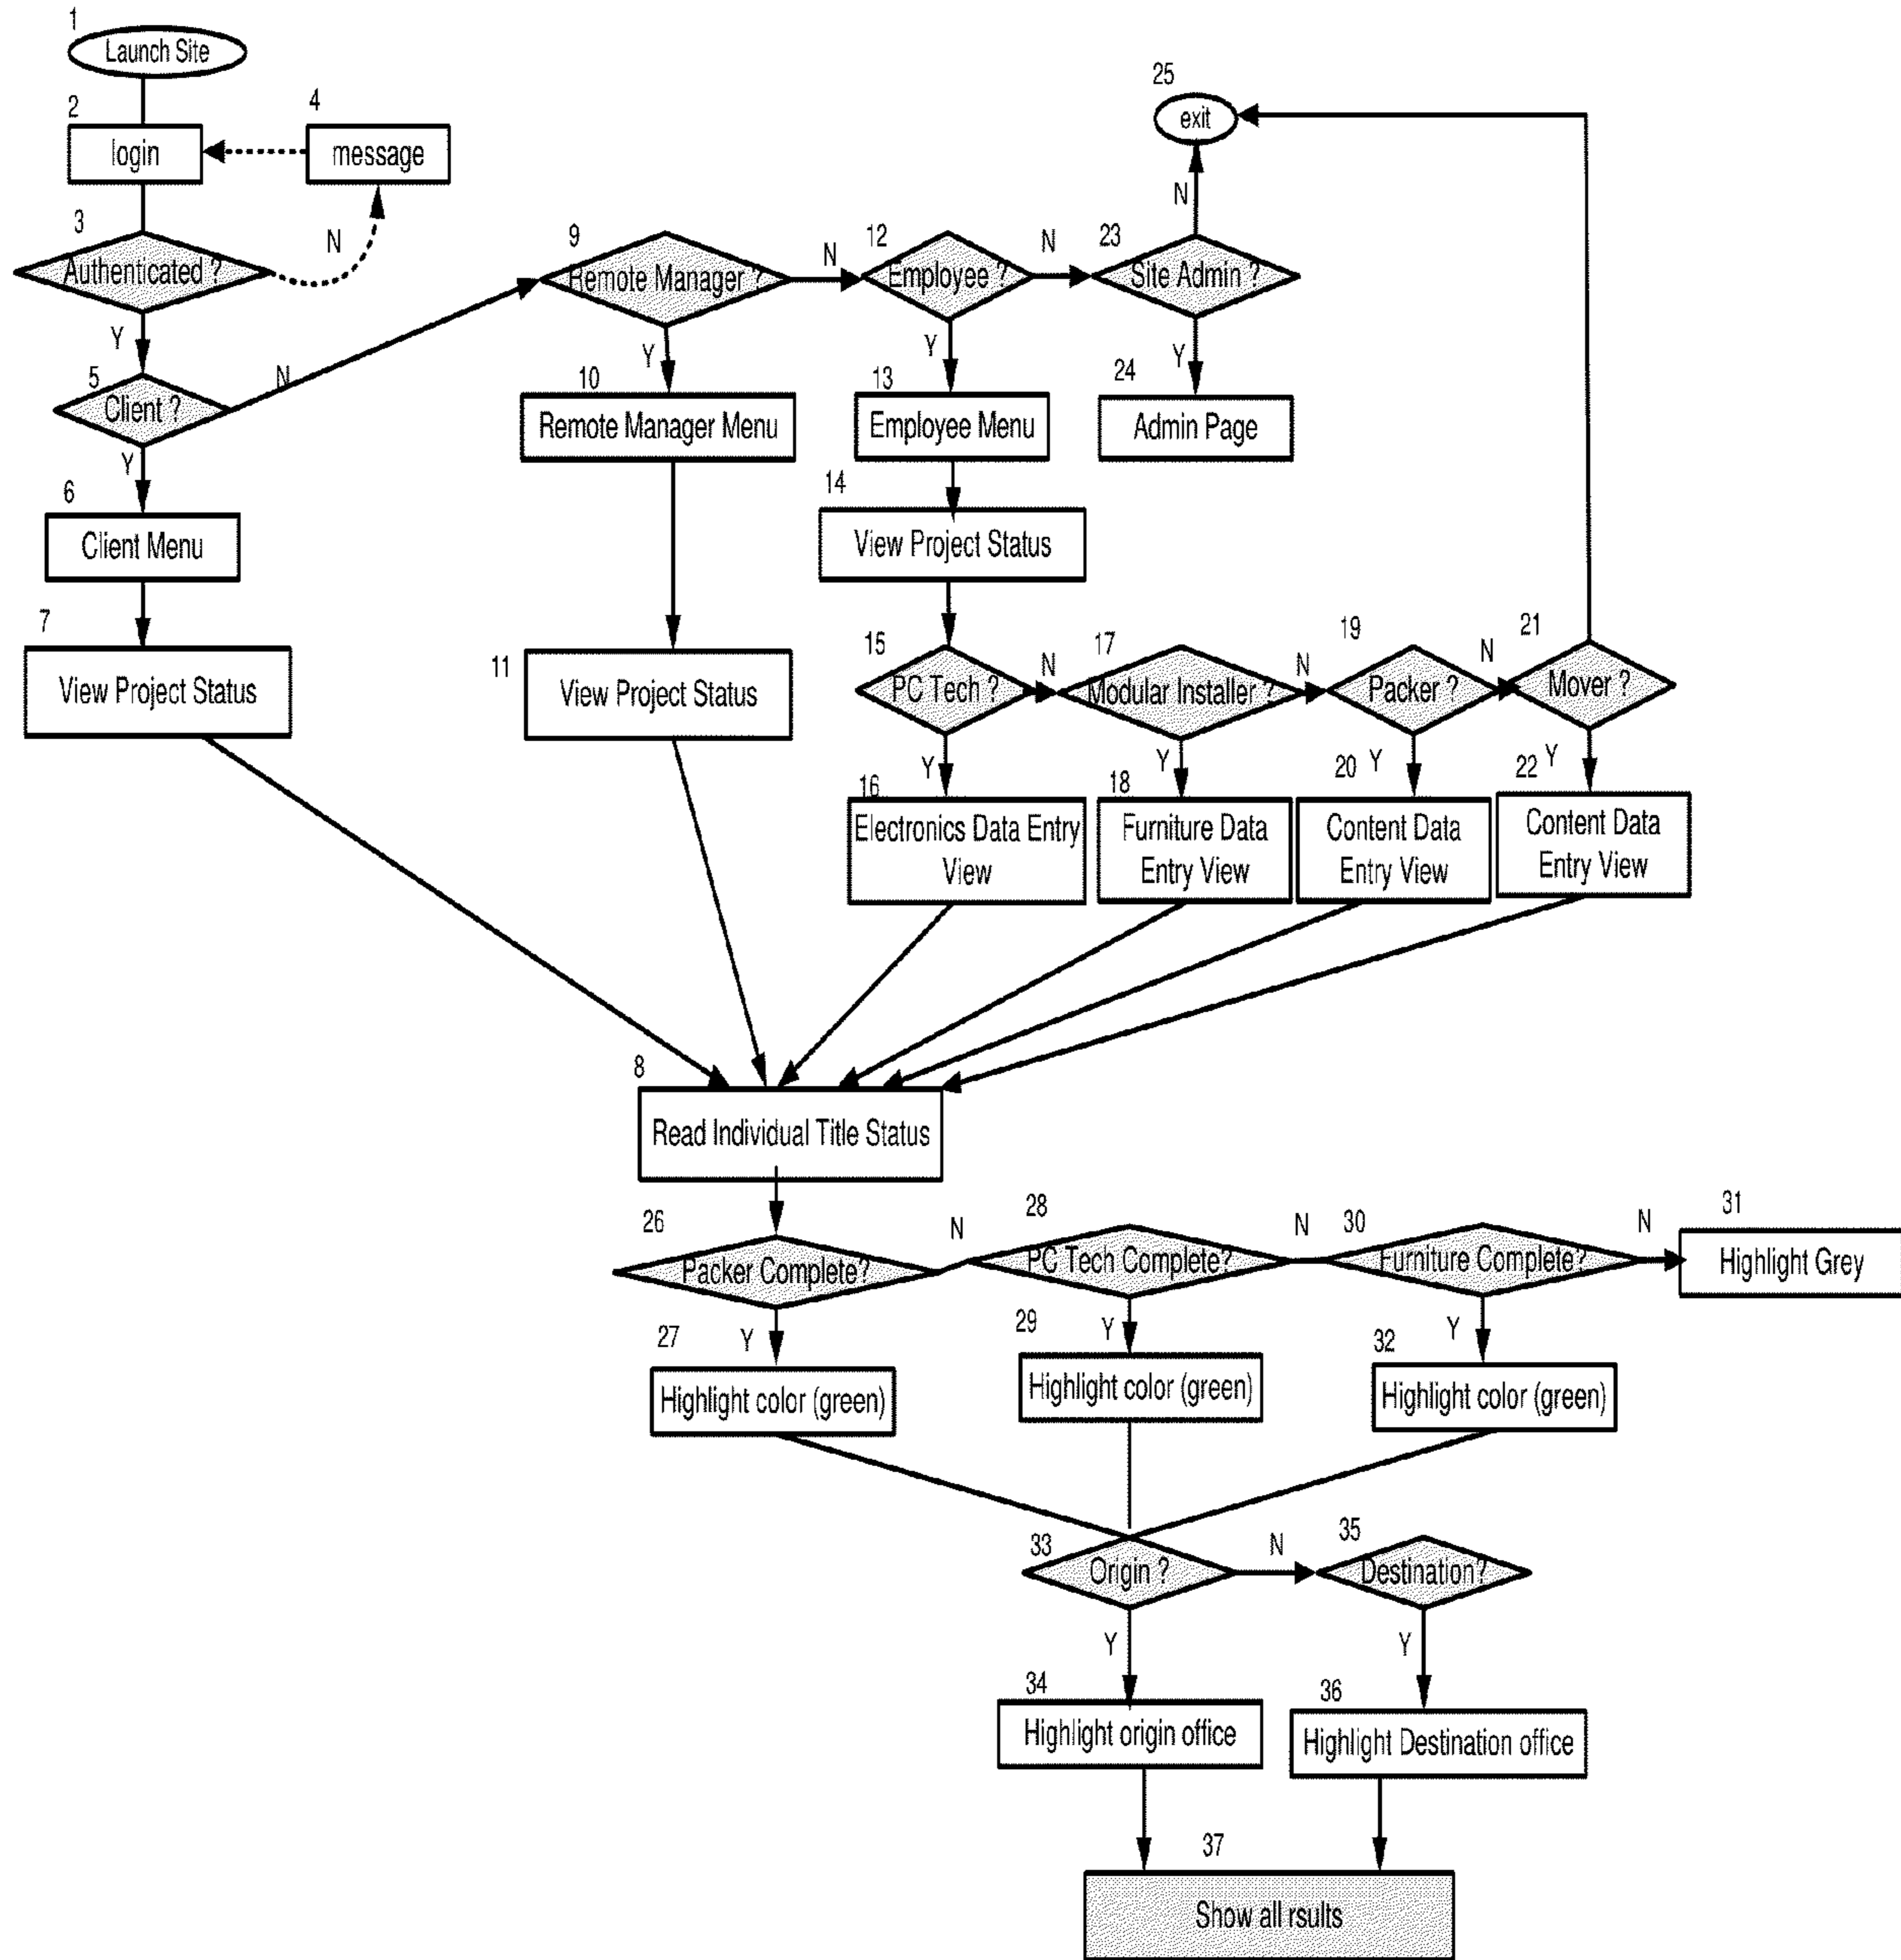 1
Launch Site
2
login
4
message
3
Authenticated ?
N
Y
5
Client ?
N
Y
6
Client Menu
7
View Project Status
9
Remote Manager ?
N
Y
10
Remote Manager Menu
11
View Project Status
12
Employee ?
N
Y
13
Employee Menu
14
View Project Status
23
Site Admin ?
N
Y
24
Admin Page
25
exit
15
PC Tech ?
N
Y
16
Electronics Data Entry
View
17
Modular Installer ?
N
Y
18
Furniture Data
Entry View
19
Packer ?
N
Y
20
Content Data
Entry View
21
Mover ?
Y
22
Content Data
Entry View
8
Read Individual Title Status
26
Packer Complete?
N
Y
27
Highlight color (green)
28
PC Tech Complete?
N
Y
29
Highlight color (green)
30
Furniture Complete?
N
Y
31
Highlight Grey
32
Highlight color (green)
33
Origin ?
N
Y
34
Highlight origin office
35
Destination?
Y
36
Highlight Destination office
37
Show all rsults